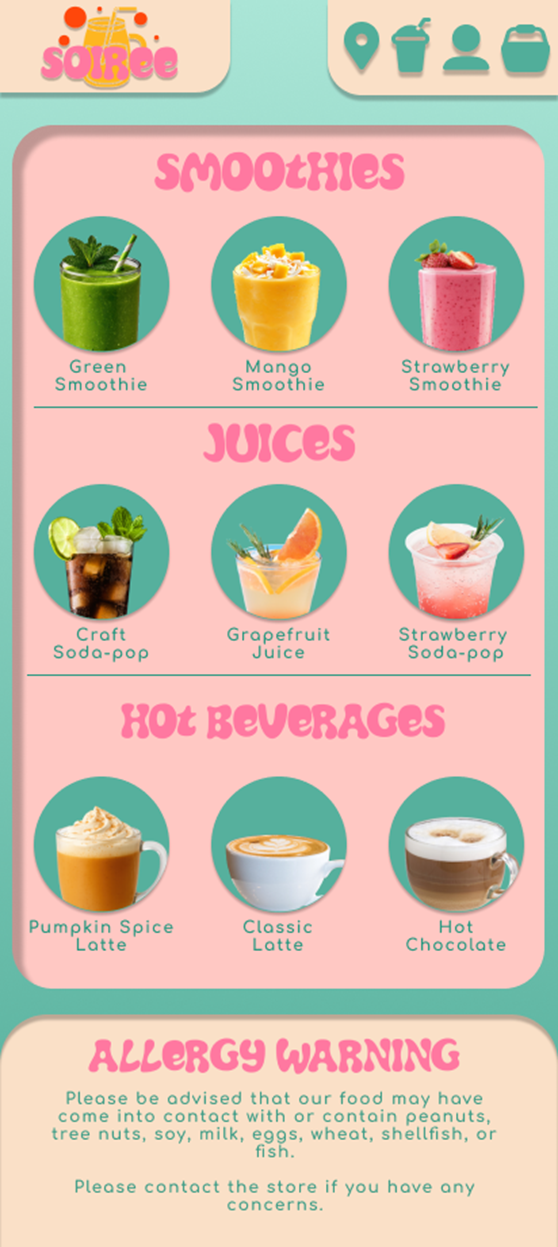 SOIRee
SMOOtHIeS
Green
Smoothie
Mango
Smoothie
Strawberry
Smoothie
JUICeS
Craft
Soda-pop
Grapefruit
Juice
Strawberry
Soda-pop
HOt BeVeRAGeS
Pumpkin Spice
Latte
Classic
Latte
Hot
Chocolate
ALLeRGY WARNING
Please be advised that our food may have
come into contact with or contain peanuts,
tree nuts, soy, milk, eggs, wheat, shellfish, or
fish.
Please contact the store if you have any
concerns.